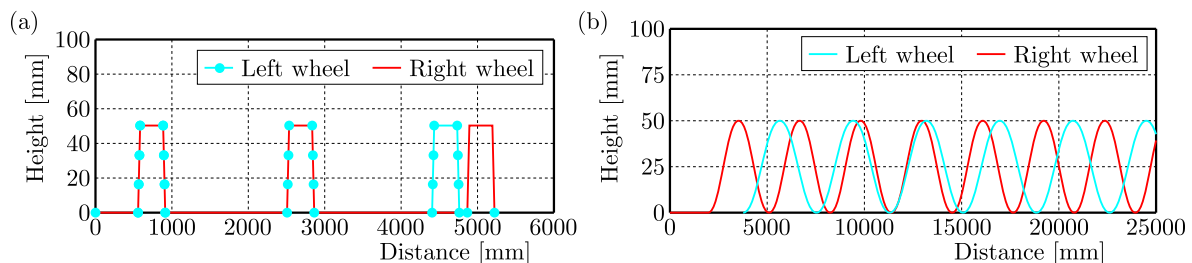 (a)
Height [mm]
100
80
60
40
20
0
Left wheel Right wheel
0 1000 2000 3000 4000 5000 6000
Distance [mm]
(b)
Height [mm]
100
75
50
25
0
Left wheel Right wheel
0 5000 10000 15000 20000 25000
Distance [mm]